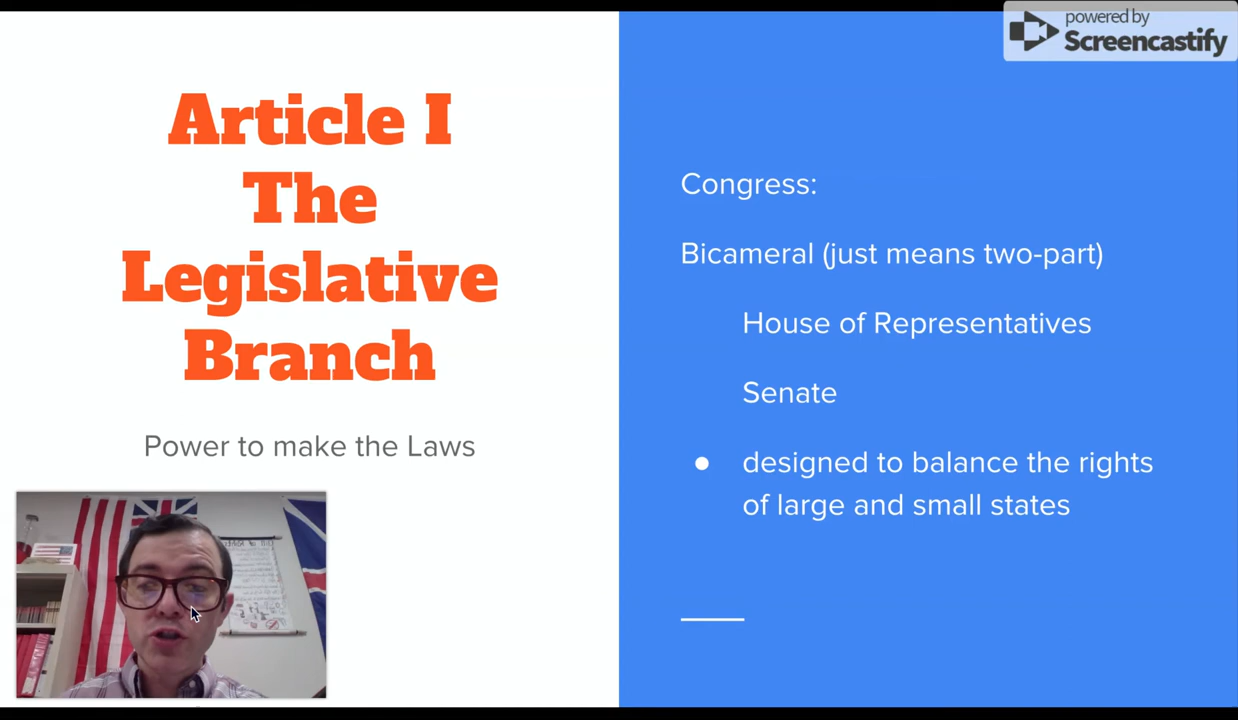 powered by
Screencastify
Article I
The
Legislative
Branch
Power to make the Laws
Congress:
Bicameral (just means two-part)
House of Representatives
Senate
● designed to balance the rights
of large and small states